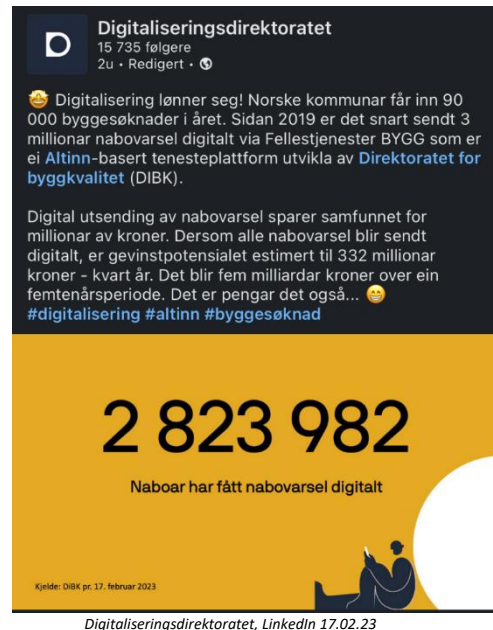 Digitaliseringsdirektoratet
15 735 følgere
2u • Redigert •
🤩 Digitalisering lønner seg! Norske kommunar får inn 90
000 byggesøknader i året. Sidan 2019 er det snart sendt 3
millionar nabovarsel digitalt via Fellestjenester BYGG som er
ei Altinn-basert tenesteplattform utvikla av Direktoratet for
byggkvalitet (DIBK).
Digital utsending av nabovarsel sparer samfunnet for
millionar av kroner. Dersom alle nabovarsel blir sendt
digitalt, er gevinstpotensialet estimert til 332 millionar
kroner - kvart år. Det blir fem milliardar kroner over ein
femtenårsperiode. Det er pengar det også... 😁
#digitalisering #altinn #byggesøknad
2 823 982
Naboar har fått nabovarsel digitalt
Kjelde: DiBK pr. 17. februar 2023
Digitaliseringsdirektoratet, LinkedIn 17.02.23